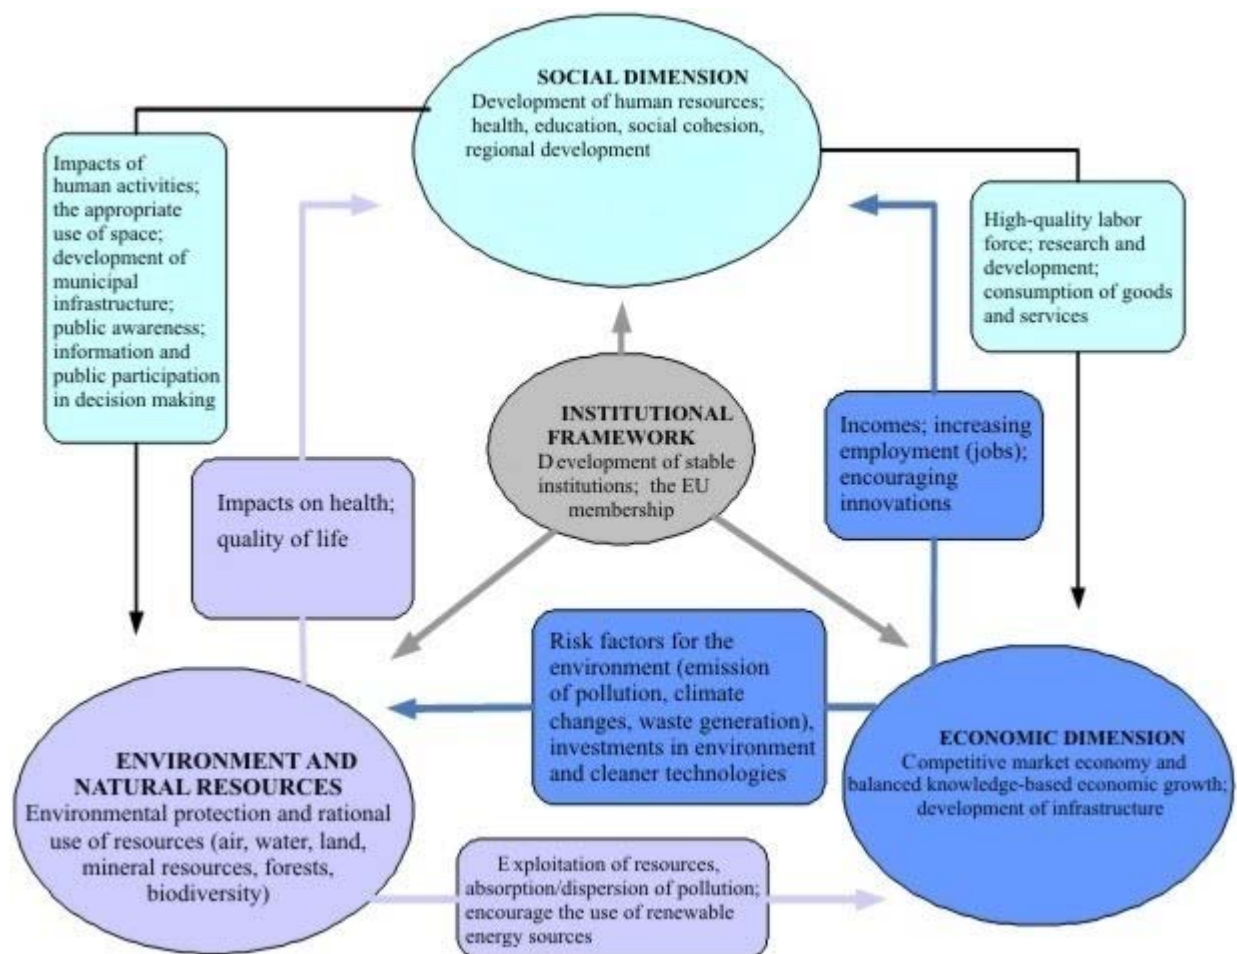 SOCIAL DIMENSION
Development of human resources;
health, education, social cohesion,
regional development
Impacts of
human activities;
the appropriate
use of space;
development of
municipal
infrastructure;
public awareness;
information and
public participation
in decision making
High-quality labor
force; research and
development;
consumption of goods
and services
INSTITUTIONAL
FRAMEWORK
Development of stable
institutions; the EU
membership
Incomes; increasing
employment (jobs);
encouraging
innovations
Impacts on health;
quality of life
Risk factors for the
environment (emission
of pollution, climate
changes, waste generation),
investments in environment
and cleaner technologies
ENVIRONMENT AND
NATURAL RESOURCES
Environmental protection and rational
use of resources (air, water, land,
mineral resources, forests,
biodiversity)
ECONOMIC DIMENSION
Competitive market economy and
balanced knowledge-based economic growth;
development of infrastructure
Exploitation of resources,
absorption/dispersion of pollution;
encourage the use of renewable
energy sources